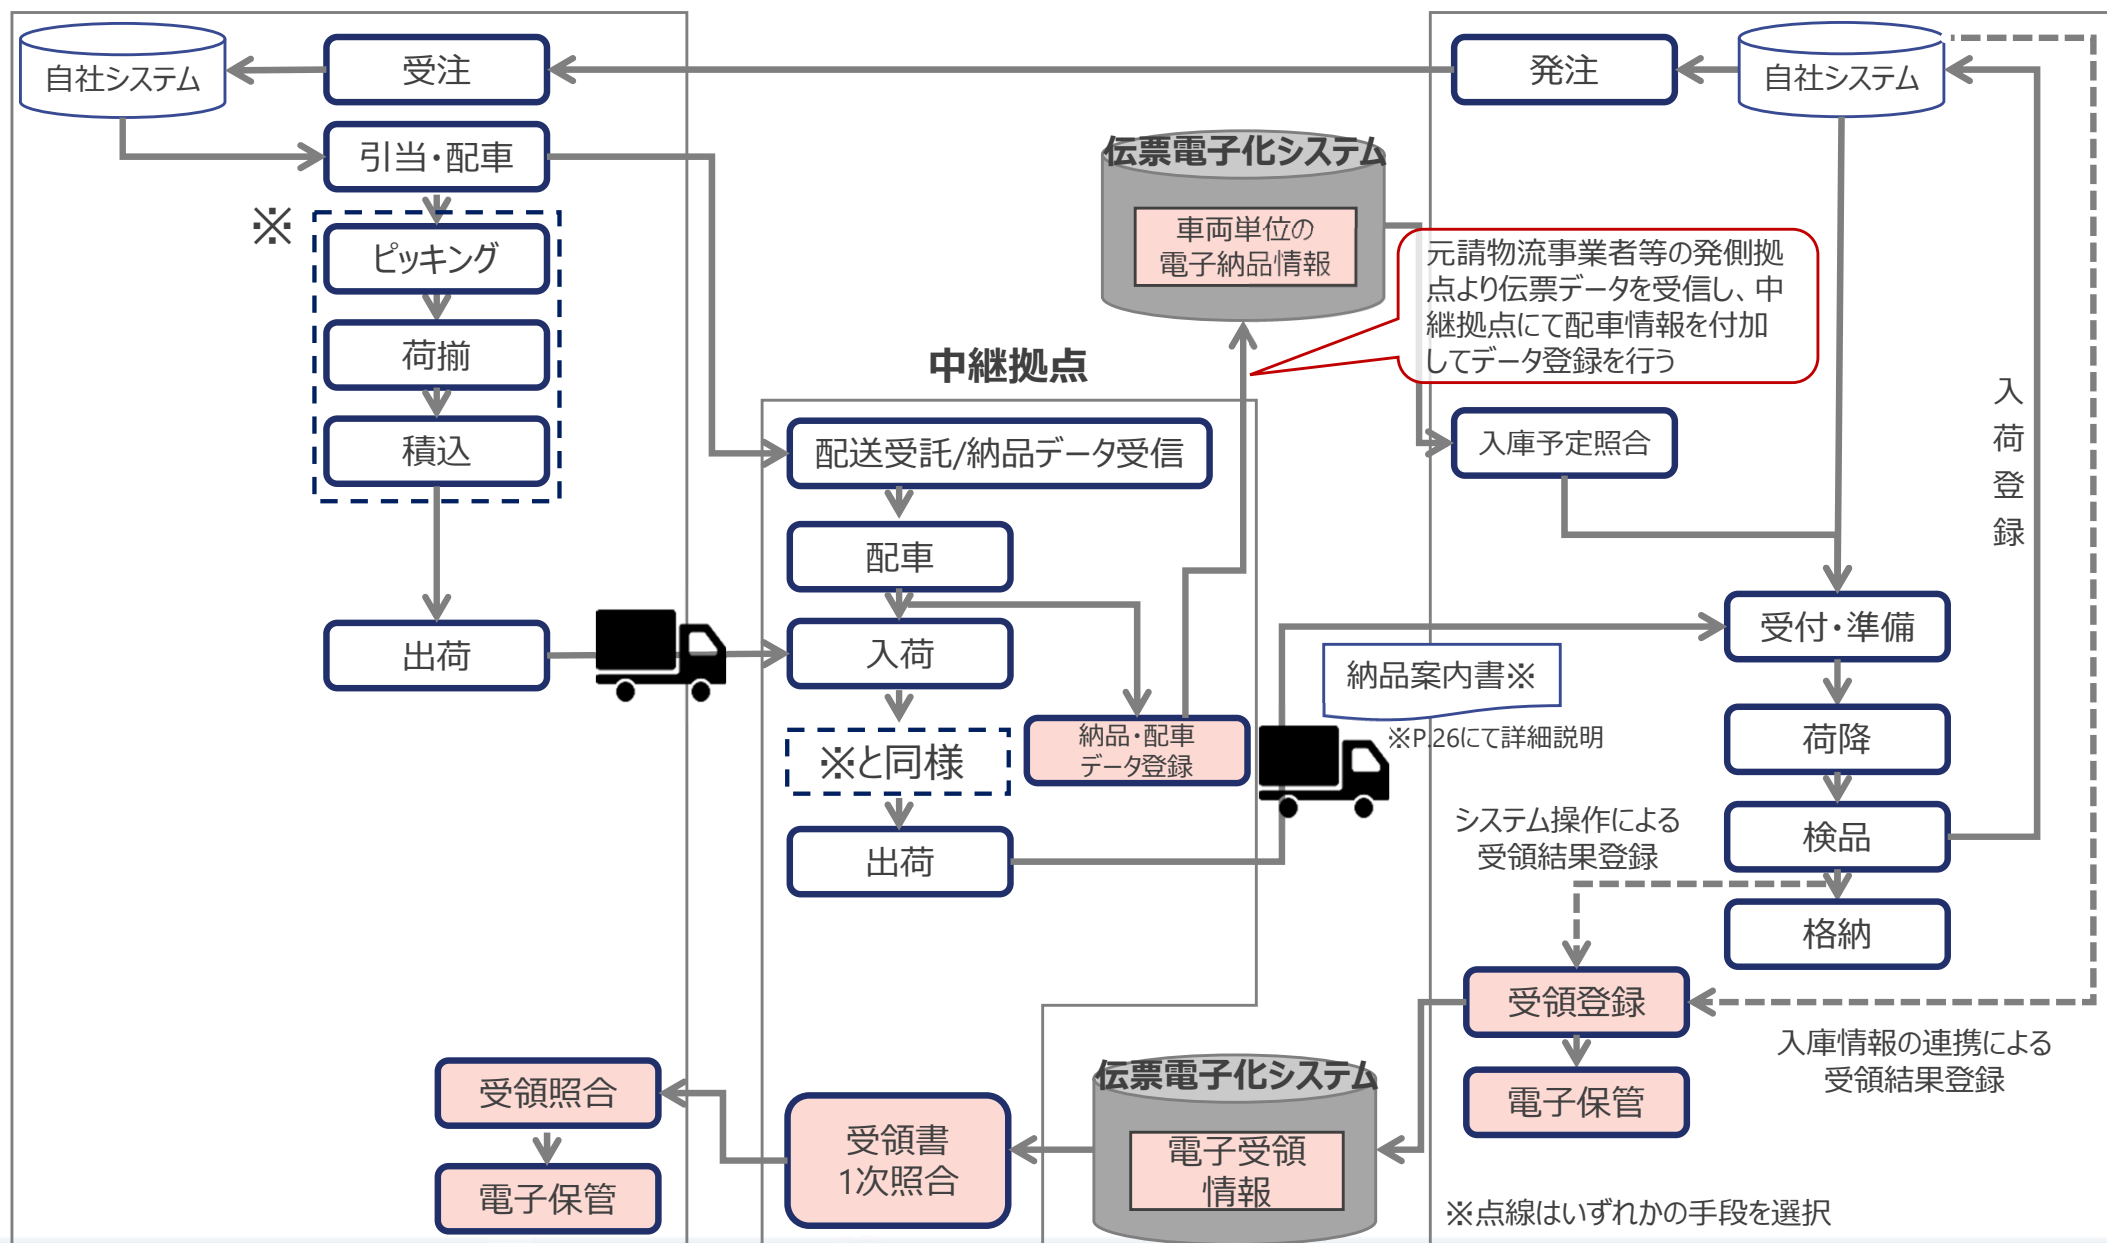 自社システム
受注
引当・配車
※
ピッキング
荷揃
積込
出荷
受領照合
電子保管
中継拠点
配送受託/納品データ受信
配車
入荷
※と同様
出荷
納品・配車
データ登録
受領書
1次照合
伝票電子化システム
車両単位の
電子納品情報
元請物流事業者等の発側拠
点より伝票データを受信し、中
継拠点にて配車情報を付加
してデータ登録を行う
納品案内書※
※P.26にて詳細説明
伝票電子化システム
電子受領
情報
発注
自社システム
入庫予定照合
入荷登録
受付・準備
荷降
検品
格納
システム操作による
受領結果登録
受領登録
電子保管
入庫情報の連携による
受領結果登録
※点線はいずれかの手段を選択